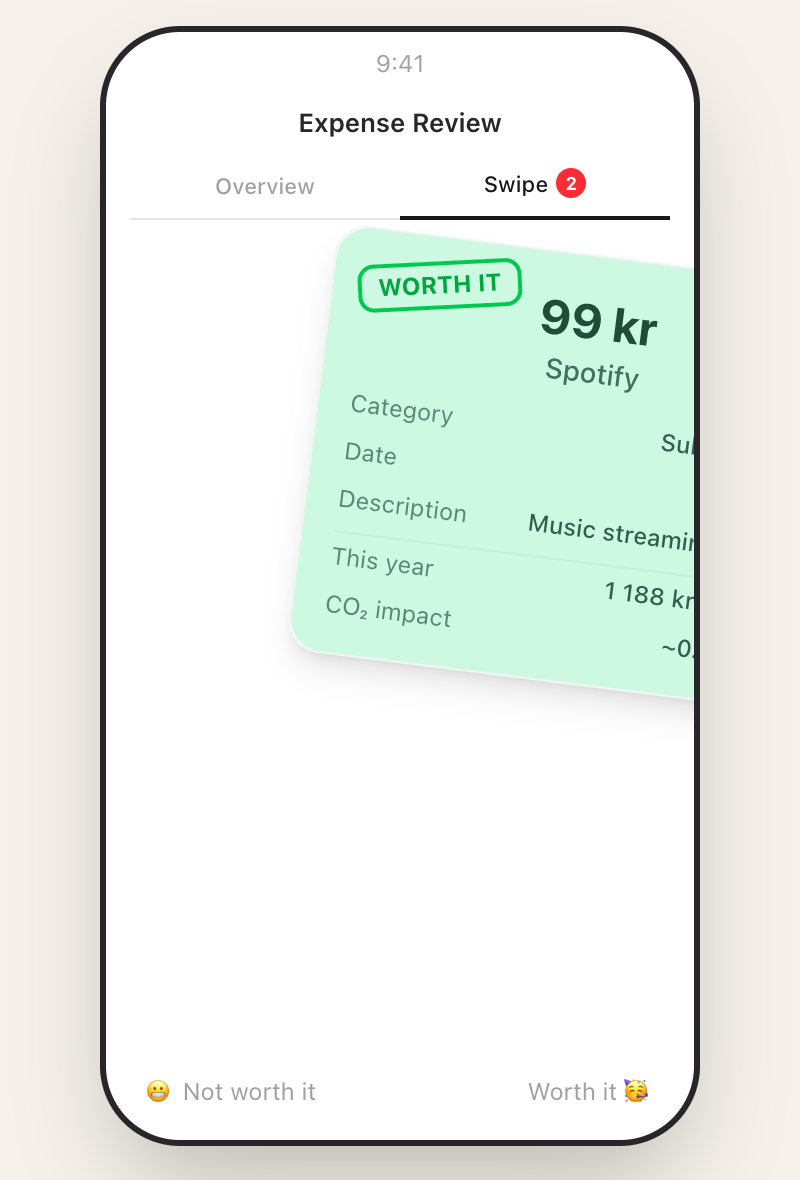 9:41
Expense Review
Overview
Swipe 2
WORTH IT
99 kr
Spotify
Category
Date
Description Music
This year 1 188 kr
CO₂ impact ~0.
😬 Not worth it
Worth it 🥳